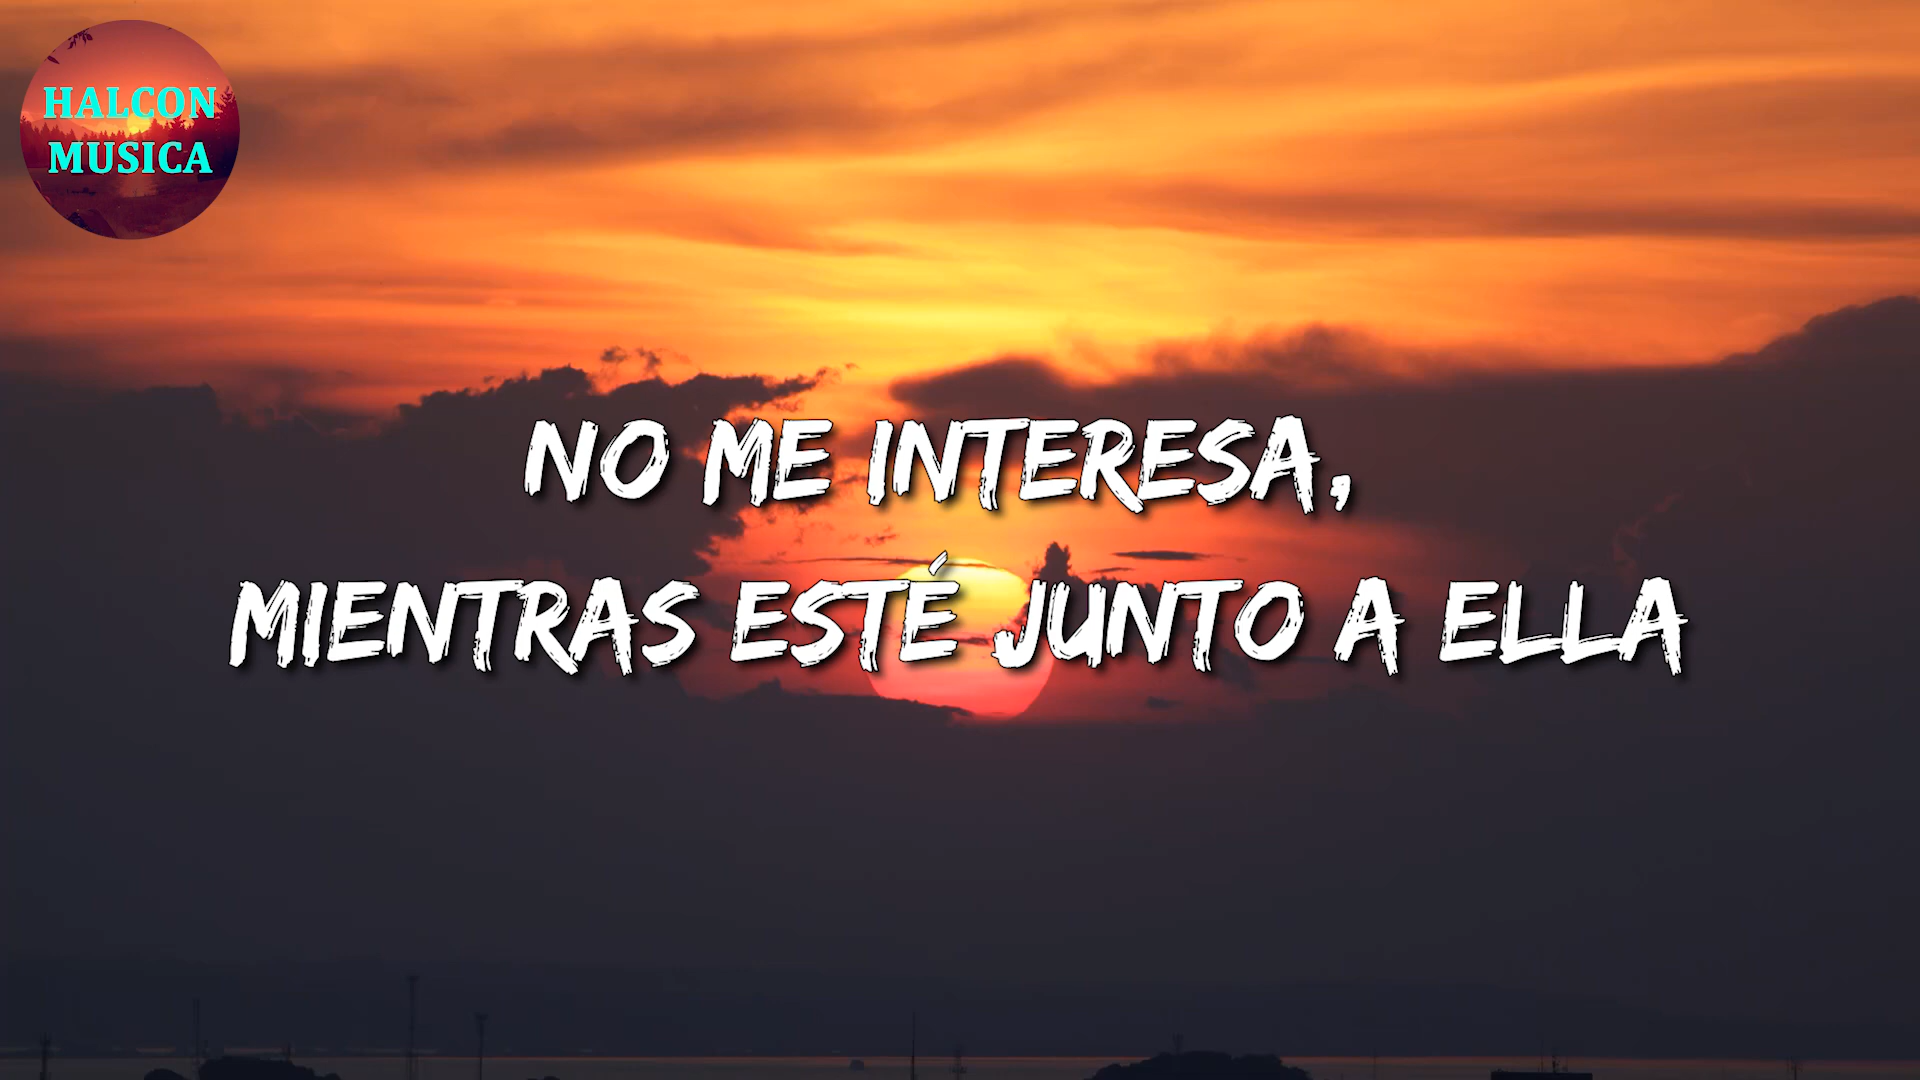 HALCON
MUSICA
NO ME INTERESA,
MIENTRAS ESTÉ JUNTO A ELLA